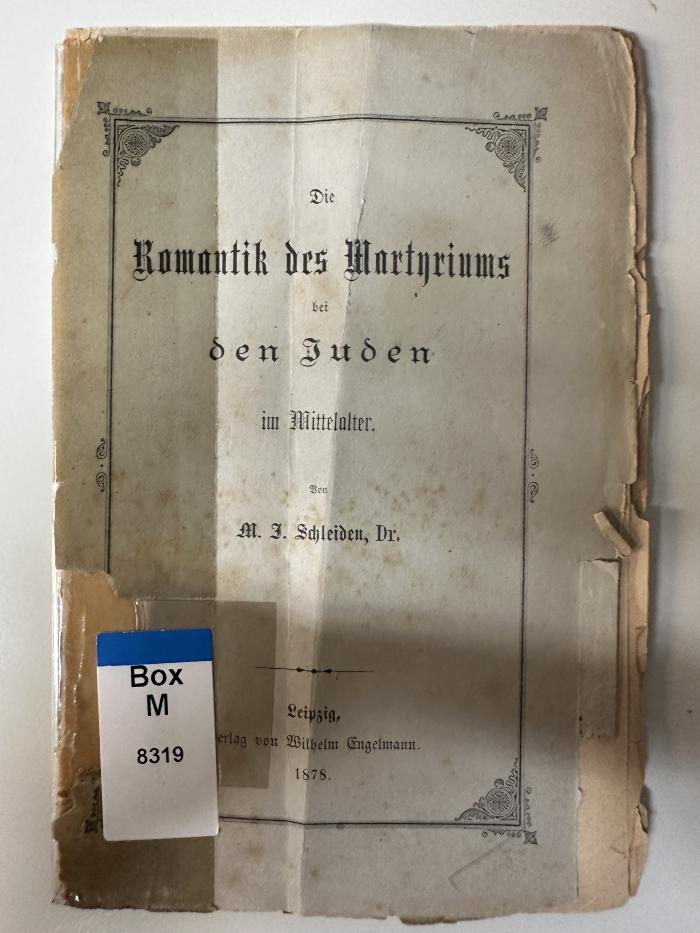 Die
Romantik des Martyriums
bei
den Juden
im Mittelalter.
Von
M. J. Schleiden, Dr.
Leipzig,
erlag von Wilhelm Engelmann.
1878.
Box
M
8319